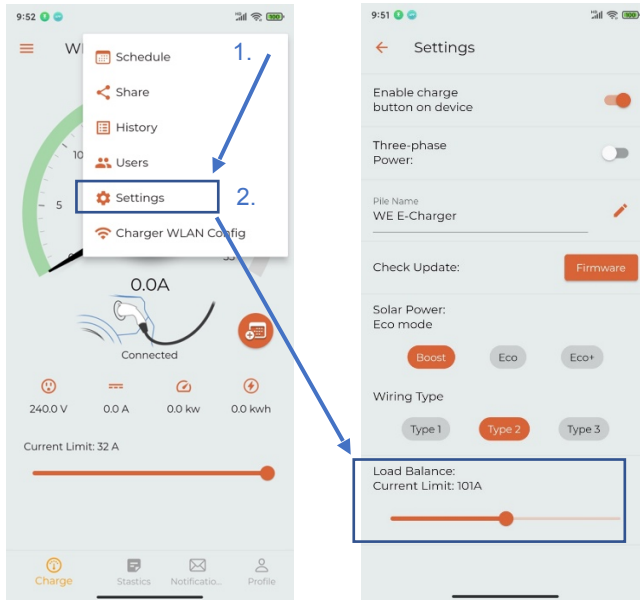 9:52
100
W
Schedule
Share
History
Users
Settings
Charger WLAN Config
1.
2.
10
5
0.0A
Connected
240.0 V
0.0 A
0.0 kw
0.0 kwh
Current Limit: 32 A
Charge
Stastics
Notificatio...
Profile
9:51
100
Settings
Enable charge
button on device
Three-phase
Power:
Pile Name
WE E-Charger
Check Update:
Firmware
Solar Power:
Eco mode
Boost
Eco
Eco+
Wiring Type
Type 1
Type 2
Type 3
Load Balance:
Current Limit: 101A